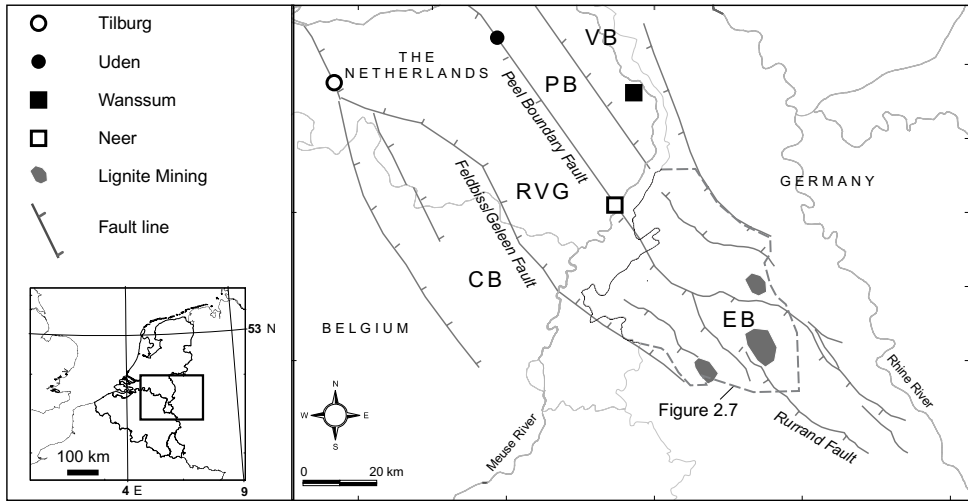 Tilburg
Uden
Wanssum
Neer
Lignite Mining
Fault line
53 N
100 km
4 E
9
THE
NETHERLANDS
VB
PB
Peel Boundary Fault
RVG
GERMANY
Feldbiss/Geleen Fault
CB
BELGIUM
EB
N
W E
S
Figure 2.7
Rhine River
Meuse River
Rurrand Fault
0 20 km